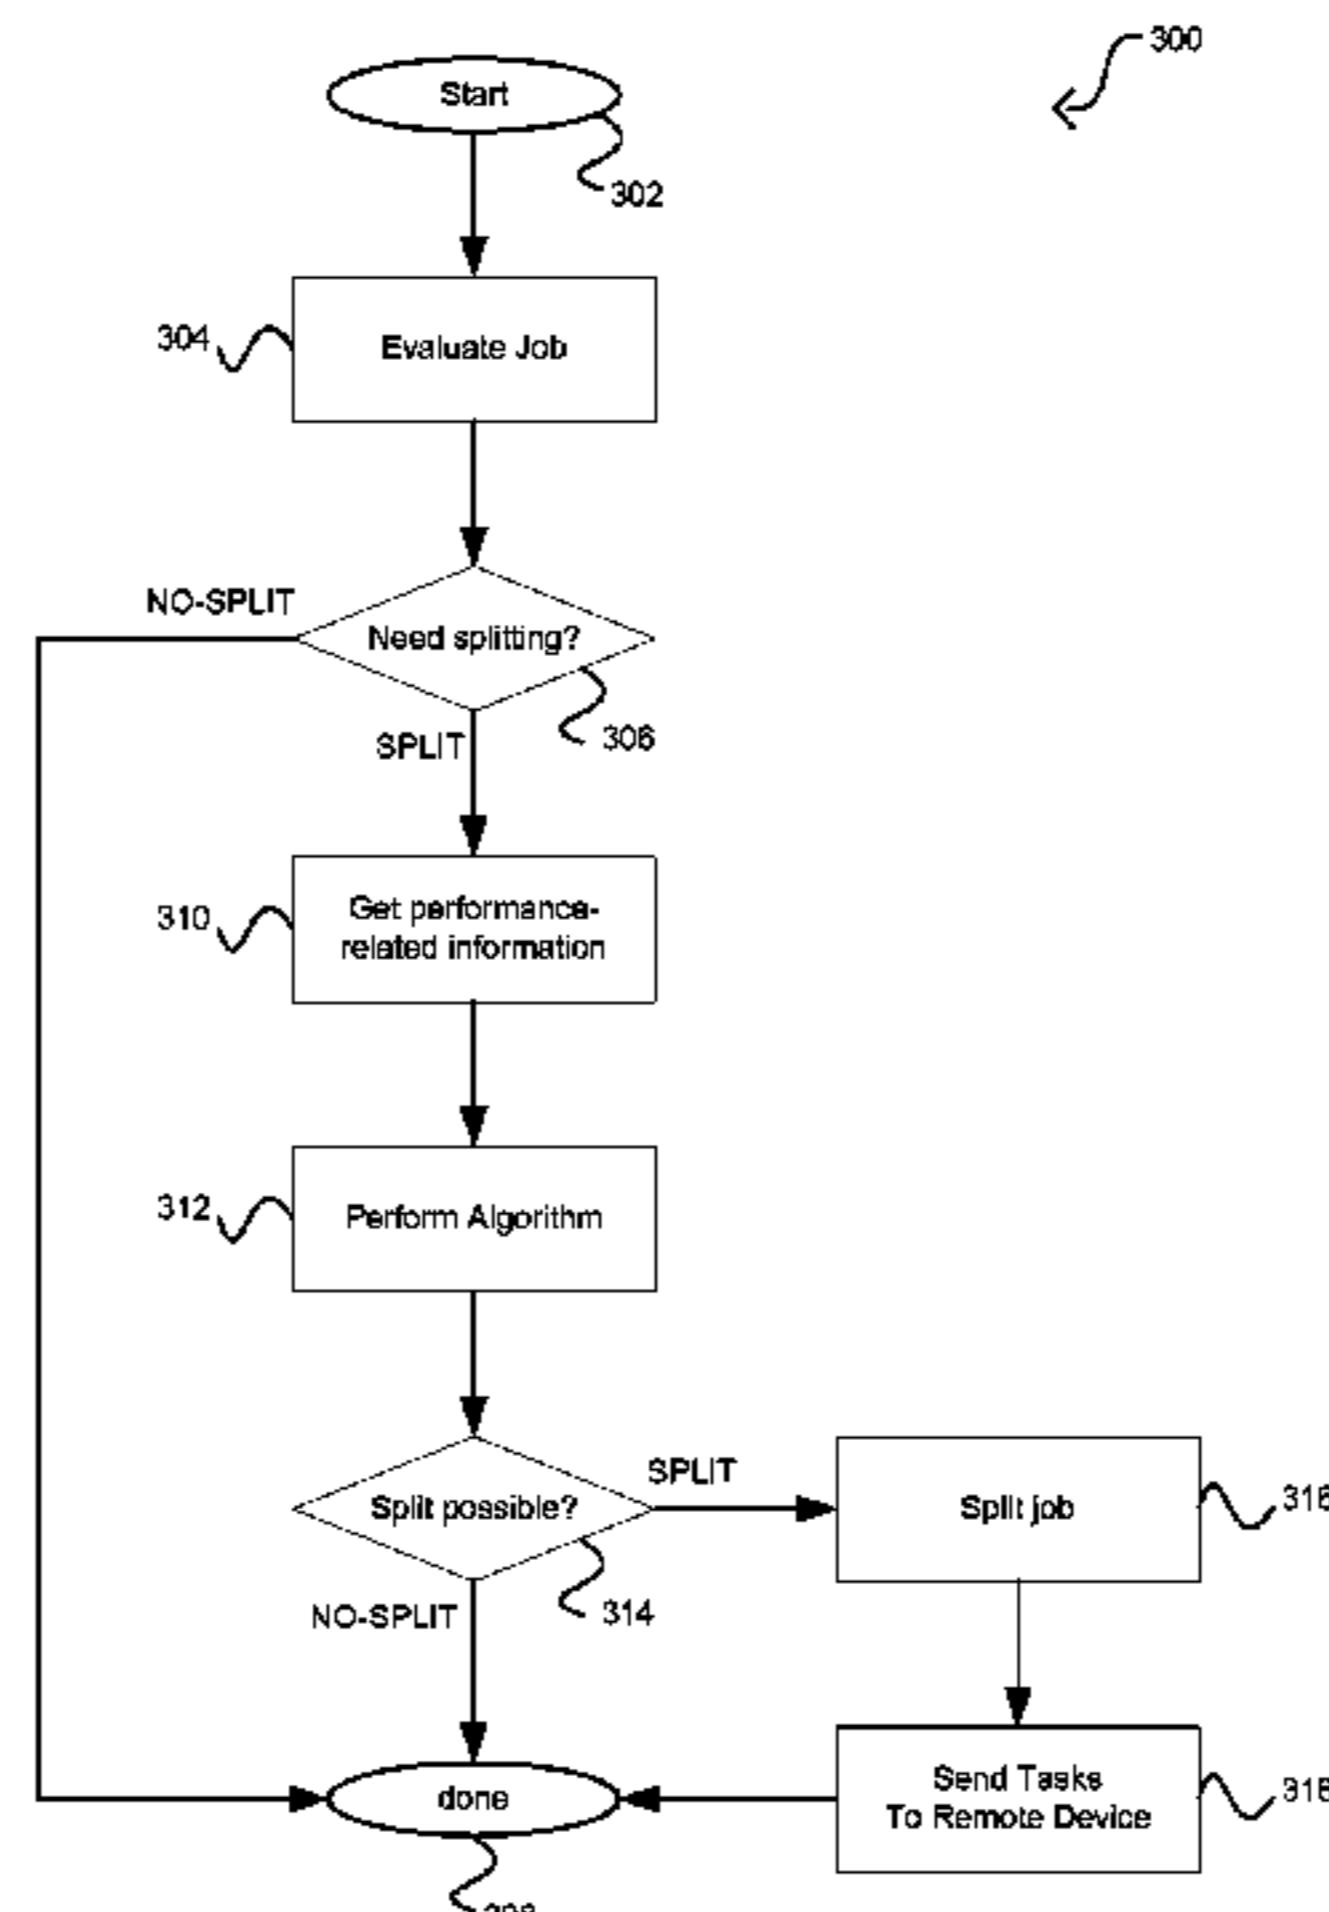 300
Start
302
304
Evaluate Job
NO-SPLIT
Need splitting?
306
SPLIT
310
Get performance-
related information
312
Perform Algorithm
SPLIT
Split possible?
Split job
314
NO-SPLIT
Send Tasks
To Remote Device
done